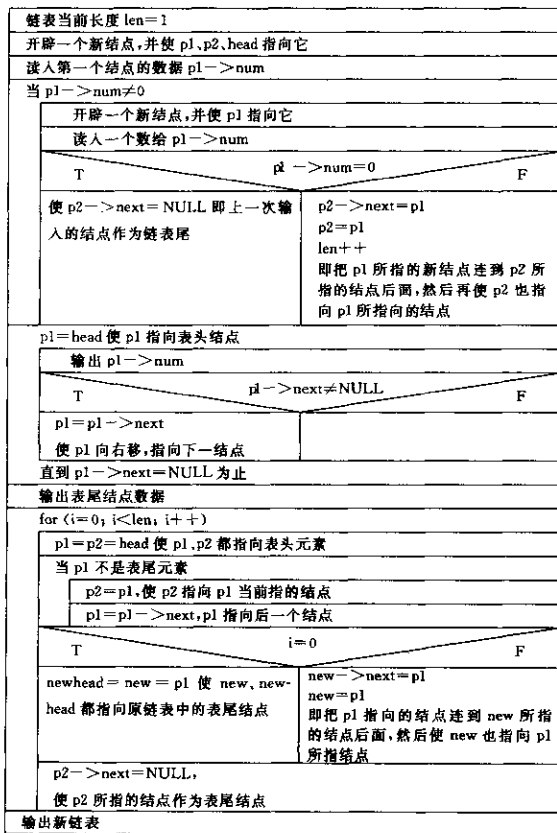 链表当前长度 len=1
开辟一个新结点,并使 p1、p2、head 指向它
读入第一个结点的数据 p1->num
当 p1->num≠0
开辟一个新结点,并使 p1 指向它
读入一个数给 p1->num
p1->num=0
T
F
使 p2->next=NULL 即上一次输
入的结点作为链表尾
p2->next=p1
p2=p1
len++
即把 p1 所指的新结点连到 p2 所
指的结点后面,然后再使 p2 也指
向 p1 所指向的结点
p1=head 使 p1 指向表头结点
输出 p1->num
p1->next≠NULL
T
F
p1=p1->next
使 p1 向右移,指向下一结点
直到 p1->next=NULL 为止
输出表尾结点数据
for (i=0; i<len; i++)
p1=p2=head 使 p1、p2 都指向表头元素
当 p1 不是表尾元素
p2=p1,使 p2 指向 p1 当前指的结点
p1=p1->next,p1 指向后一个结点
i=0
T
F
newhead=new=p1 使 new、new-
head 都指向原链表中的表尾结点
new->next=p1
new=p1
即把 p1 指向的结点连到 new 所指
的结点后面,然后使 new 也指向 p1
所指结点
p2->next=NULL,
使 p2 所指的结点作为表尾结点
输出新链表